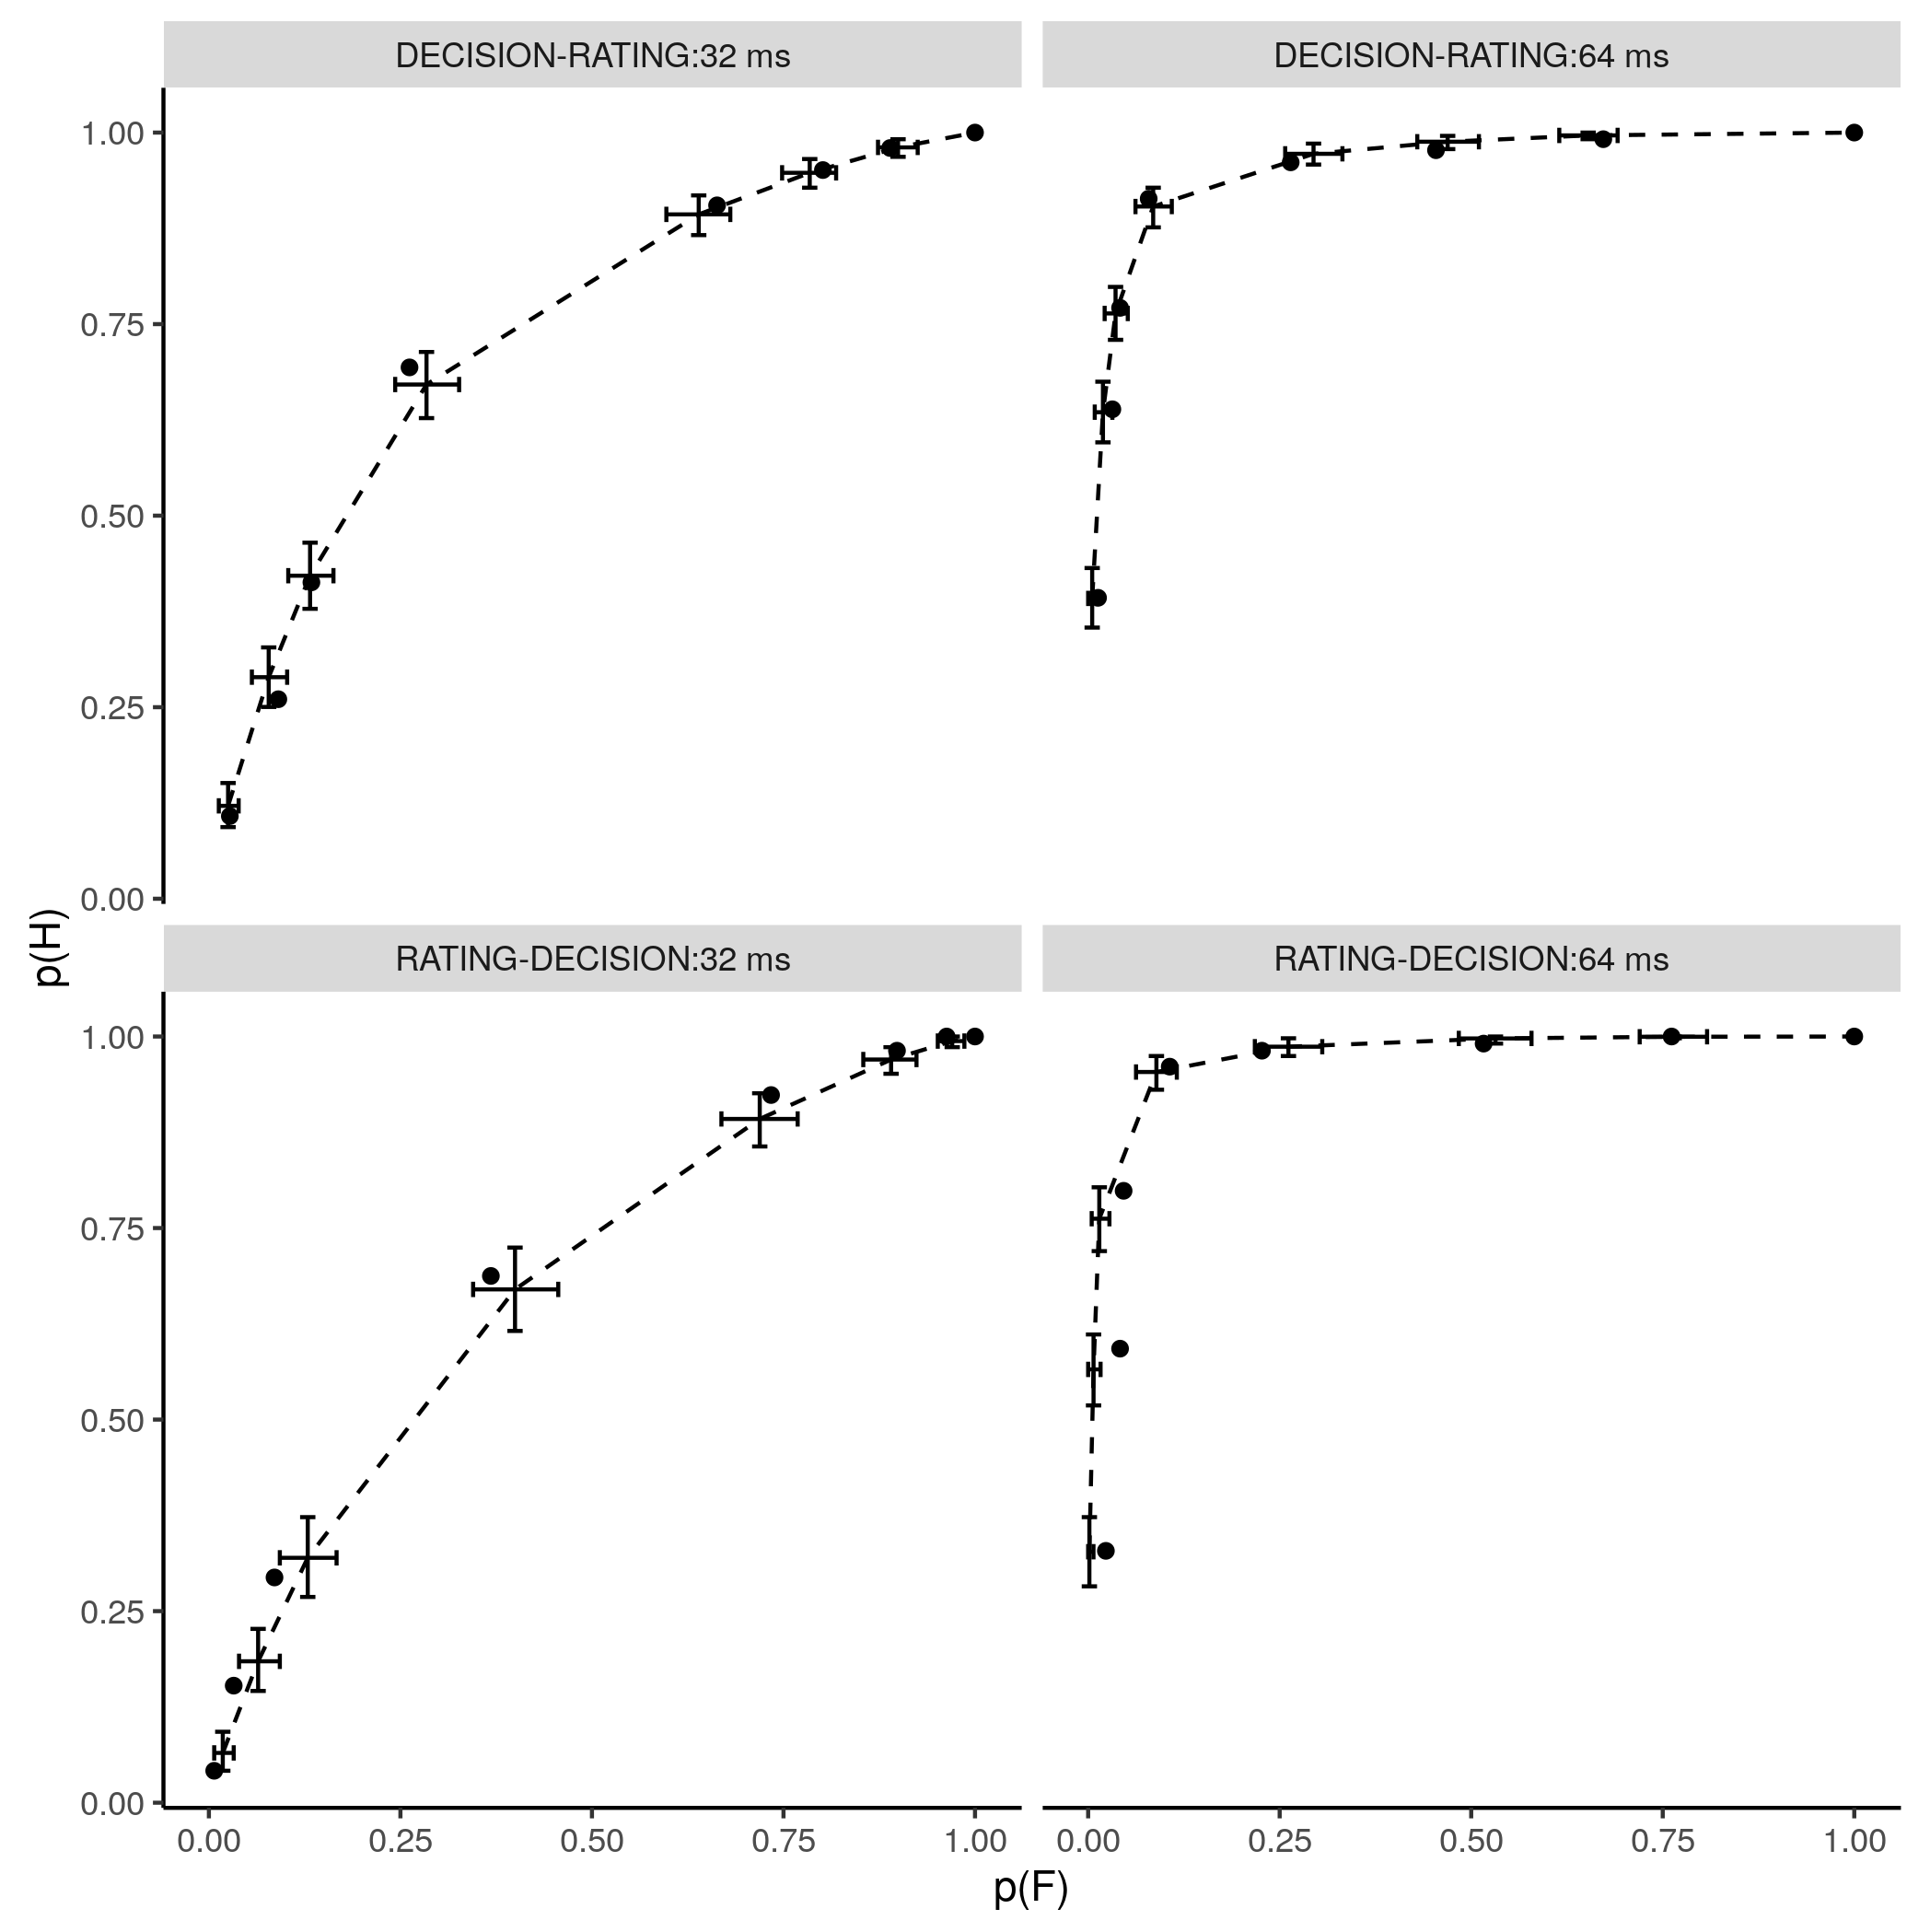 DECISION-RATING:32 ms
DECISION-RATING:64 ms
1.00
0.75
0.50
0.25
0.00
p(H)
RATING-DECISION:32 ms
RATING-DECISION:64 ms
1.00
0.75
0.50
0.25
0.00
0.00 0.25 0.50 0.75 1.00
0.00 0.25 0.50 0.75 1.00
p(F)